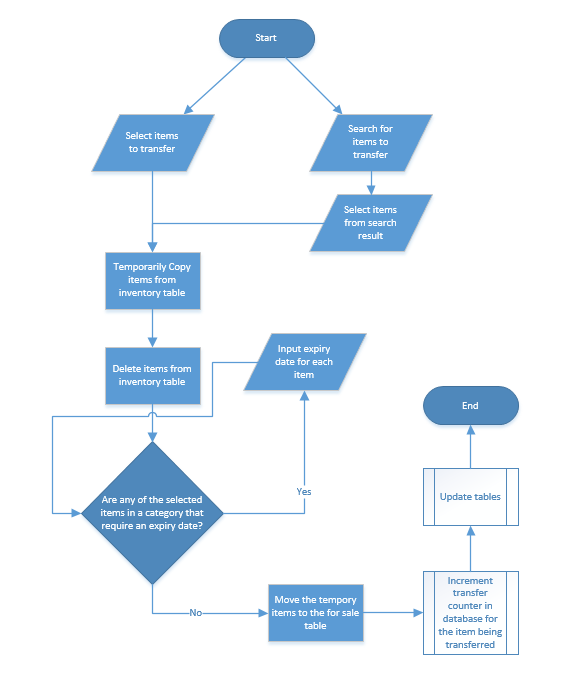 Start
Select items
to transfer
Search for
items to
transfer
Select items
from search
result
Temporarily Copy
items from
inventory table
Delete items from
inventory table
Input expiry
date for each
item
End
Update tables
Are any of the selected
items in a category that
require an expiry date?
Yes
No
Move the tempory
items to the for sale
table
Increment
transfer
counter in
database for
the item being
transferred